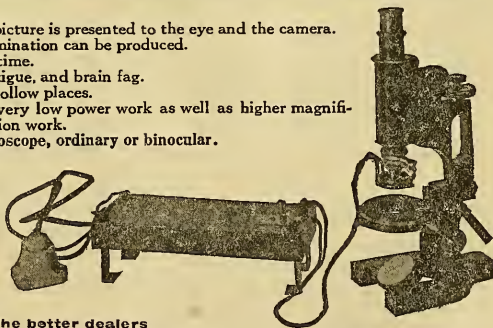 picture is presented to the eye and the camera.
mination can be produced.
time.
tigue, and brain fag.
ollow places.
very low power work as well as higher magnifi-
ion work.
oscope, ordinary or binocular.
he better dealers